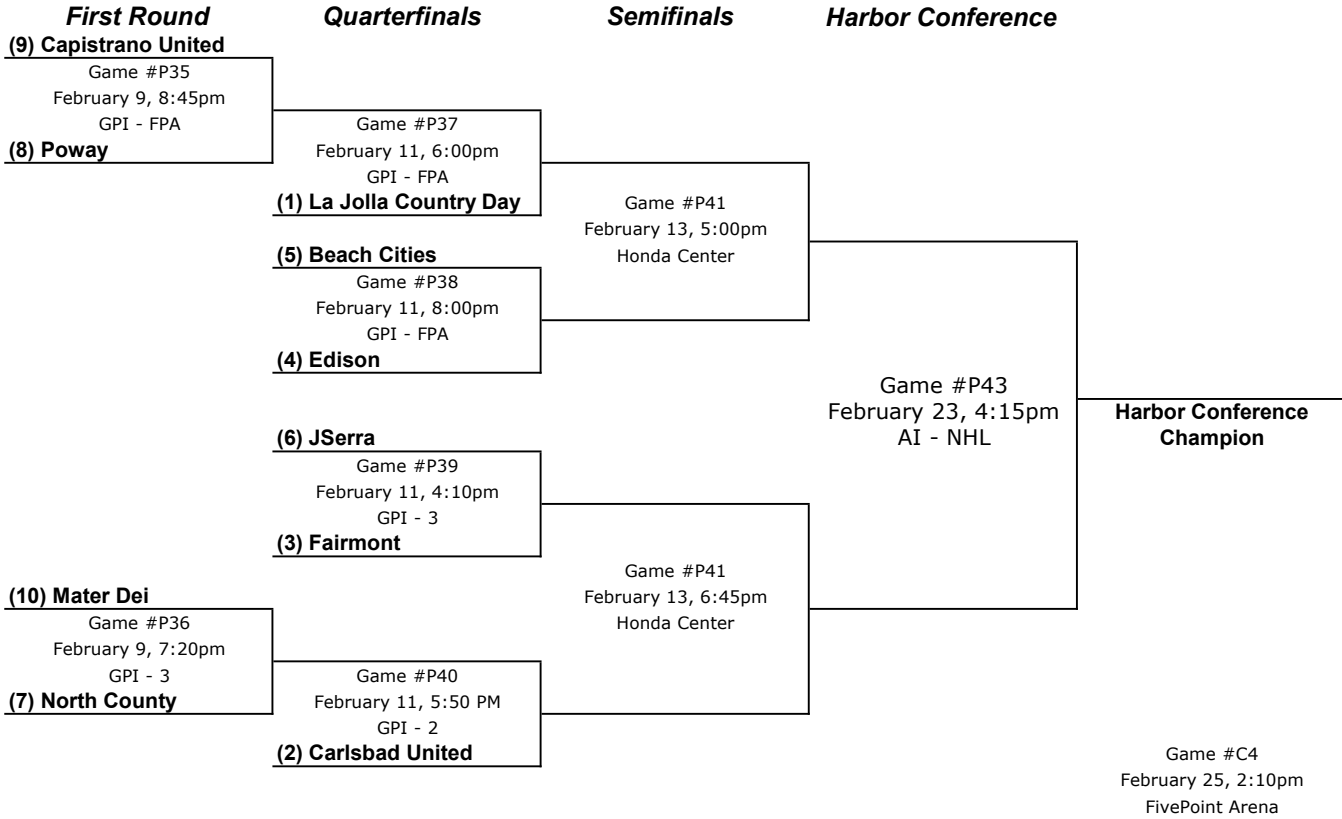 First Round Quarterfinals Semifinals Harbor Conference
(9) Capistrano United
Game #P35
February 9, 8:45pm
GPI - FPA
(8) Poway
Game #P37
February 11, 6:00pm
GPI - FPA
(1) La Jolla Country Day
Game #P41
February 13, 5:00pm
Honda Center
(5) Beach Cities
Game #P38
February 11, 8:00pm
GPI - FPA
(4) Edison
Game #P43
February 23, 4:15pm
AI - NHL
Harbor Conference
Champion
(6) JSerra
Game #P39
February 11, 4:10pm
GPI - 3
(3) Fairmont
Game #P41
February 13, 6:45pm
Honda Center
(10) Mater Dei
Game #P36
February 9, 7:20pm
GPI - 3
(7) North County
Game #P40
February 11, 5:50 PM
GPI - 2
(2) Carlsbad United
Game #C4
February 25, 2:10pm
FivePoint Arena